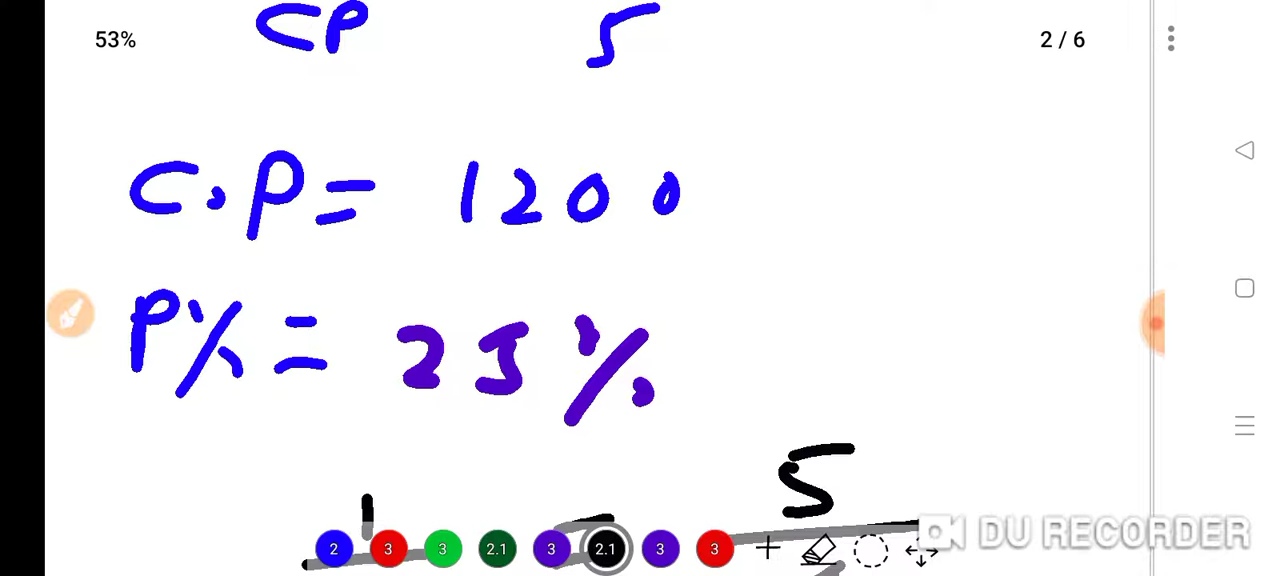 53% 2 / 6
CP 5
C.P = 1200
P% = 25%
5
1
2 3 3 2.1 3 2.1 3 3
DU RECORDER